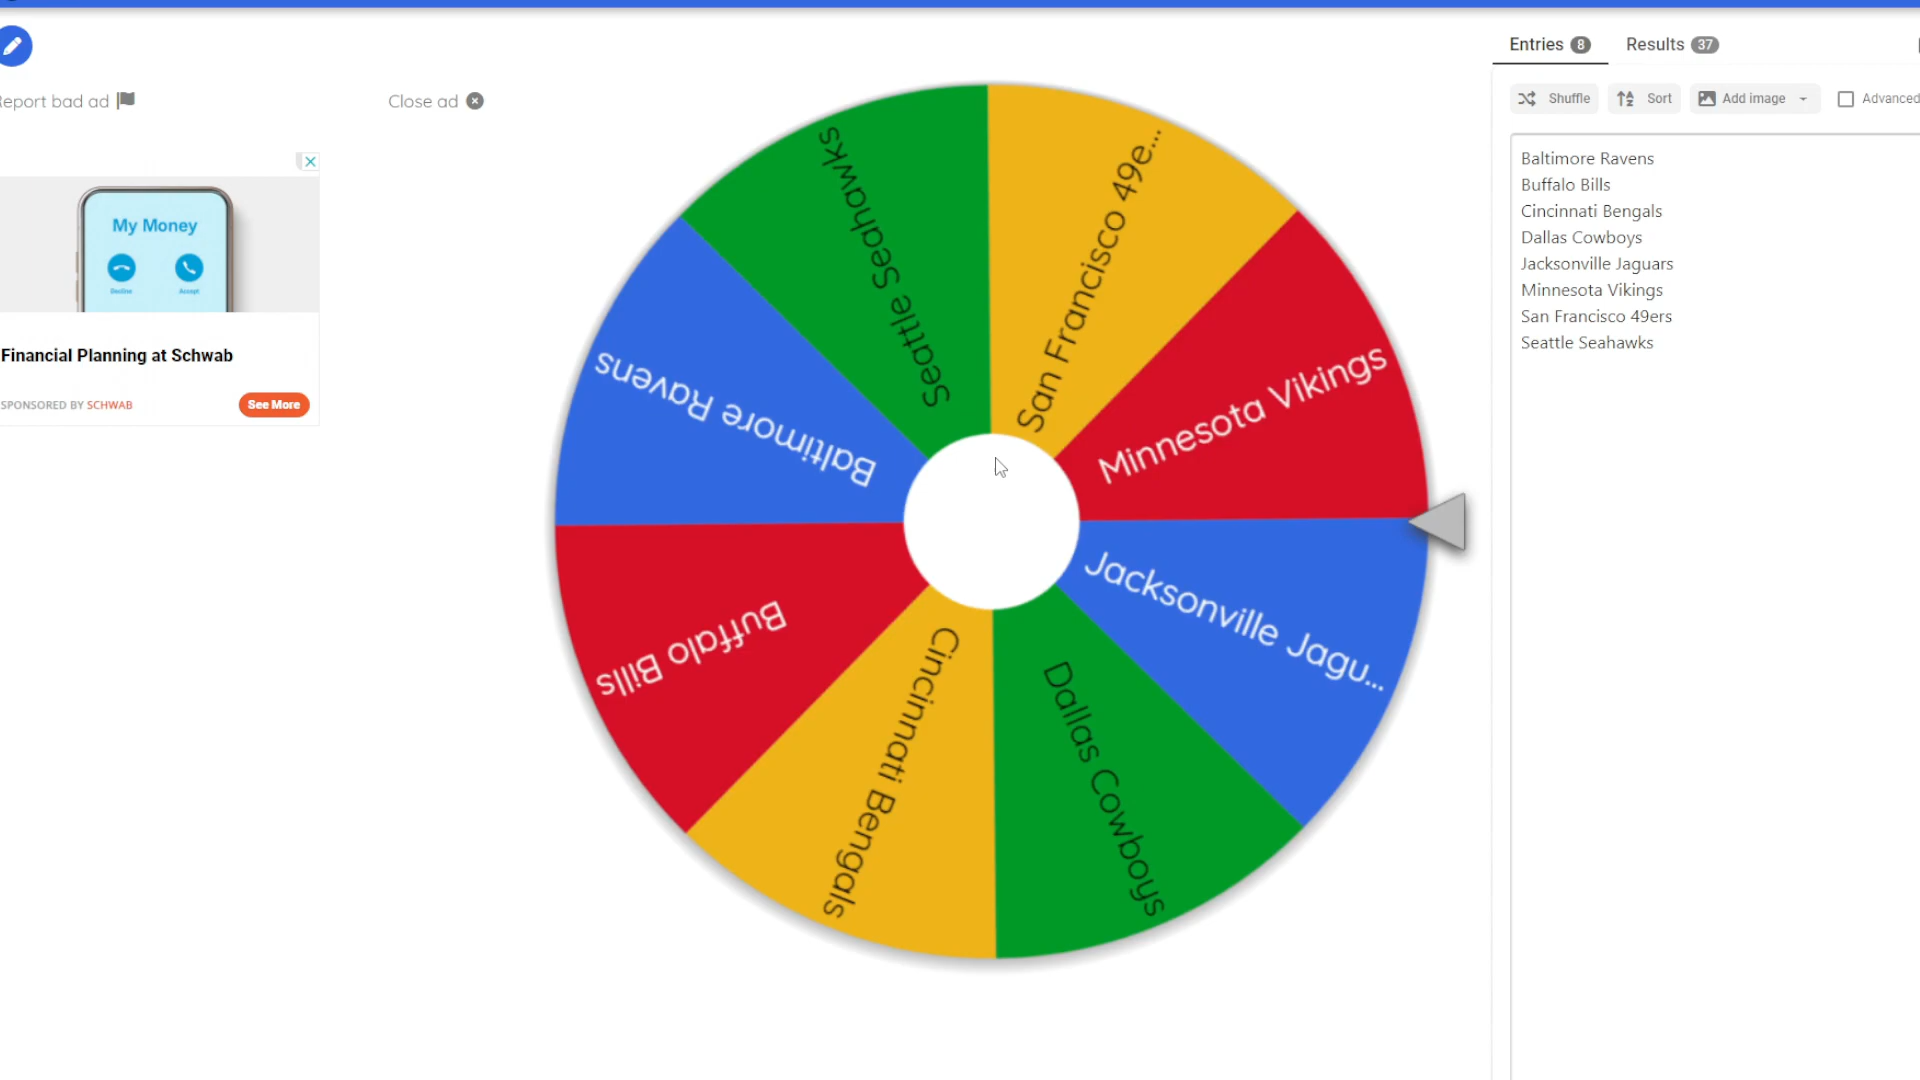 Entries 8
Results 37
Report bad ad
Close ad
Shuffle
Sort
Add image
Advanced
My Money
Decline
Accept
Financial Planning at Schwab
SPONSORED BY SCHWAB
See More
Seattle Seahawks
San Francisco 49e...
Minnesota Vikings
Jacksonville Jagu...
Dallas Cowboys
Cincinnati Bengals
Buffalo Bills
Baltimore Ravens
Baltimore Ravens
Buffalo Bills
Cincinnati Bengals
Dallas Cowboys
Jacksonville Jaguars
Minnesota Vikings
San Francisco 49ers
Seattle Seahawks